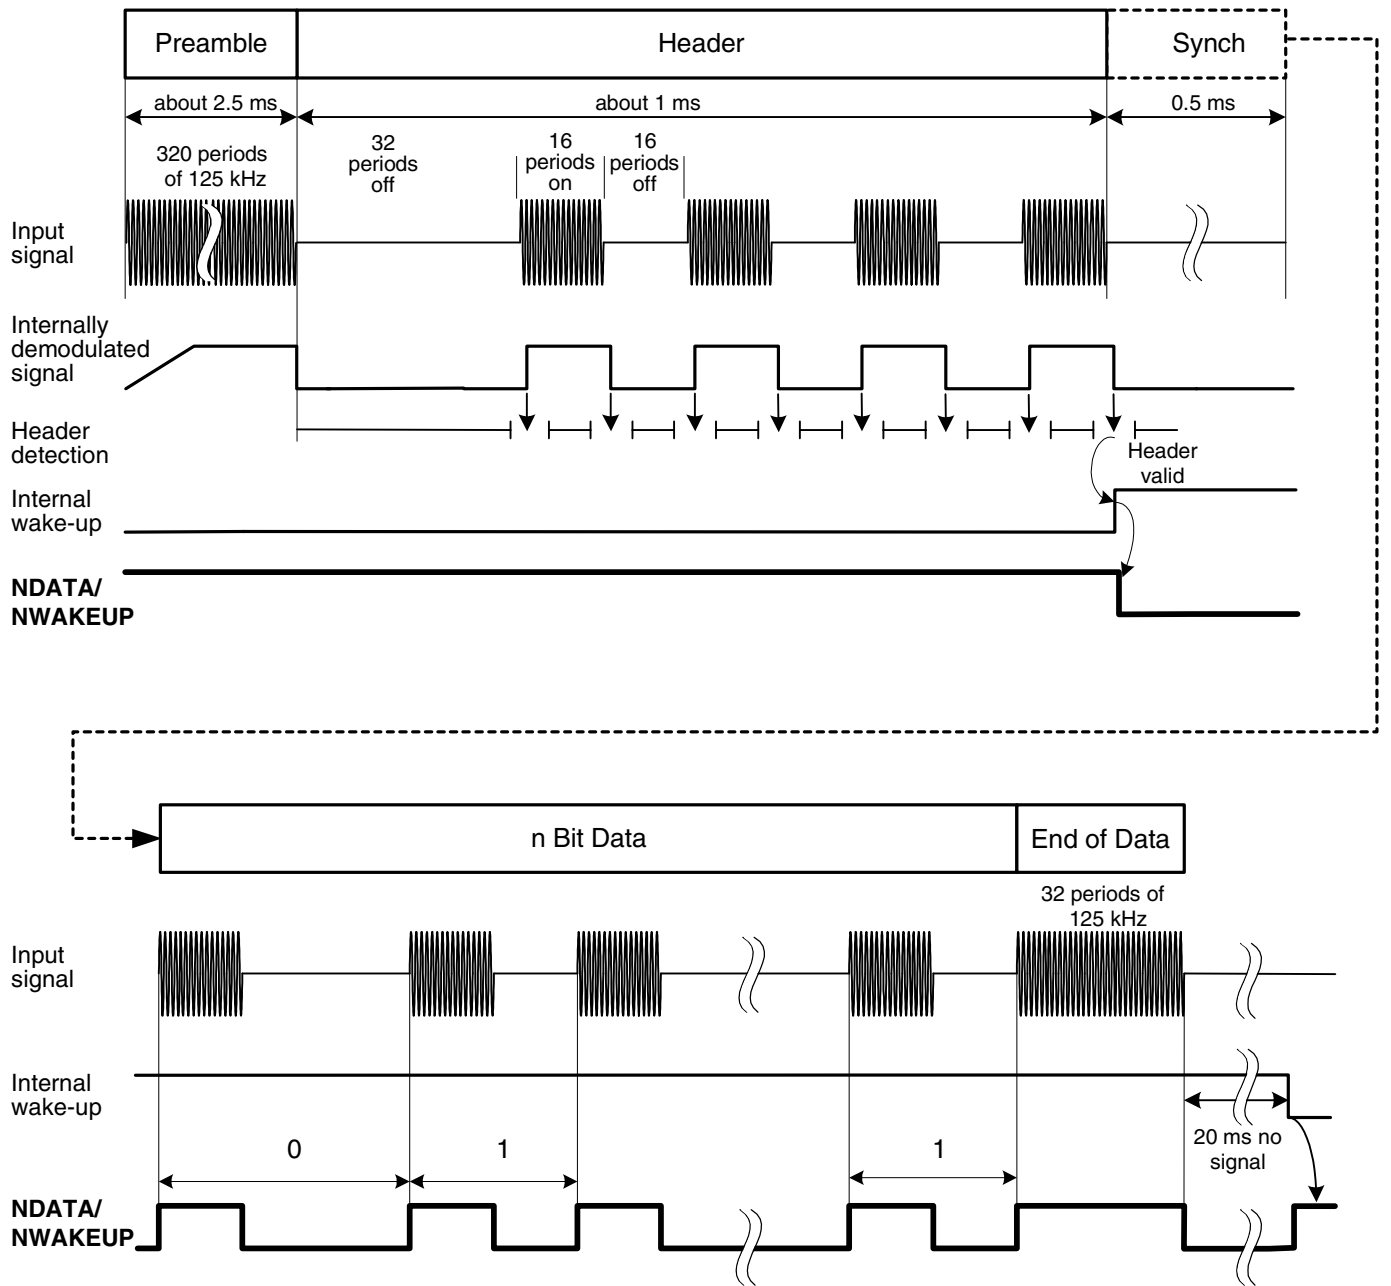 Preamble
Header
Synch
about 2.5 ms
about 1 ms
0.5 ms
320 periods
of 125 kHz
32
periods
off
16
periods
on
16
periods
off
Input
signal
Internally
demodulated
signal
Header
detection
Header
valid
Internal
wake-up
NDATA/
NWAKEUP
n Bit Data
End of Data
32 periods of
125 kHz
Input
signal
Internal
wake-up
20 ms no
signal
0
1
1
NDATA/
NWAKEUP